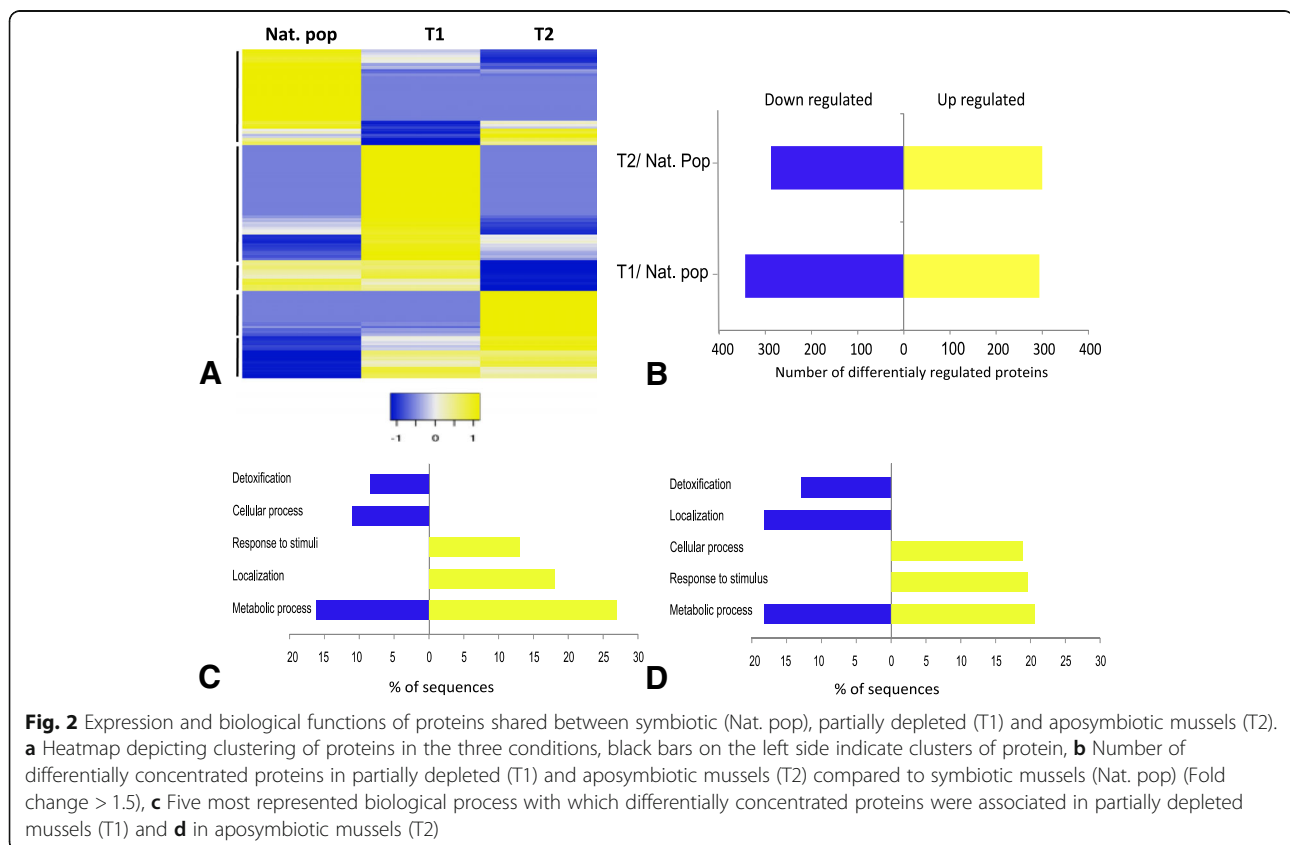 Nat. pop T1 T2
A
-1 0 1
Down regulated Up regulated
T2/ Nat. Pop
T1/ Nat. pop
400 300 200 100 0 100 200 300 400
Number of differentialy regulated proteins
B
Detoxification
Cellular process
Response to stimuli
Localization
Metabolic process
20 15 10 5 0 5 10 15 20 25 30
% of sequences
C
Detoxification
Localization
Cellular process
Response to stimulus
Metabolic process
20 15 10 5 0 5 10 15 20 25 30
% of sequences
D
Fig. 2 Expression and biological functions of proteins shared between symbiotic (Nat. pop), partially depleted (T1) and aposymbiotic mussels (T2).
a Heatmap depicting clustering of proteins in the three conditions, black bars on the left side indicate clusters of protein, b Number of
differentially concentrated proteins in partially depleted (T1) and aposymbiotic mussels (T2) compared to symbiotic mussels (Nat. pop) (Fold
change > 1.5), c Five most represented biological process with which differentially concentrated proteins were associated in partially depleted
mussels (T1) and d in aposymbiotic mussels (T2)